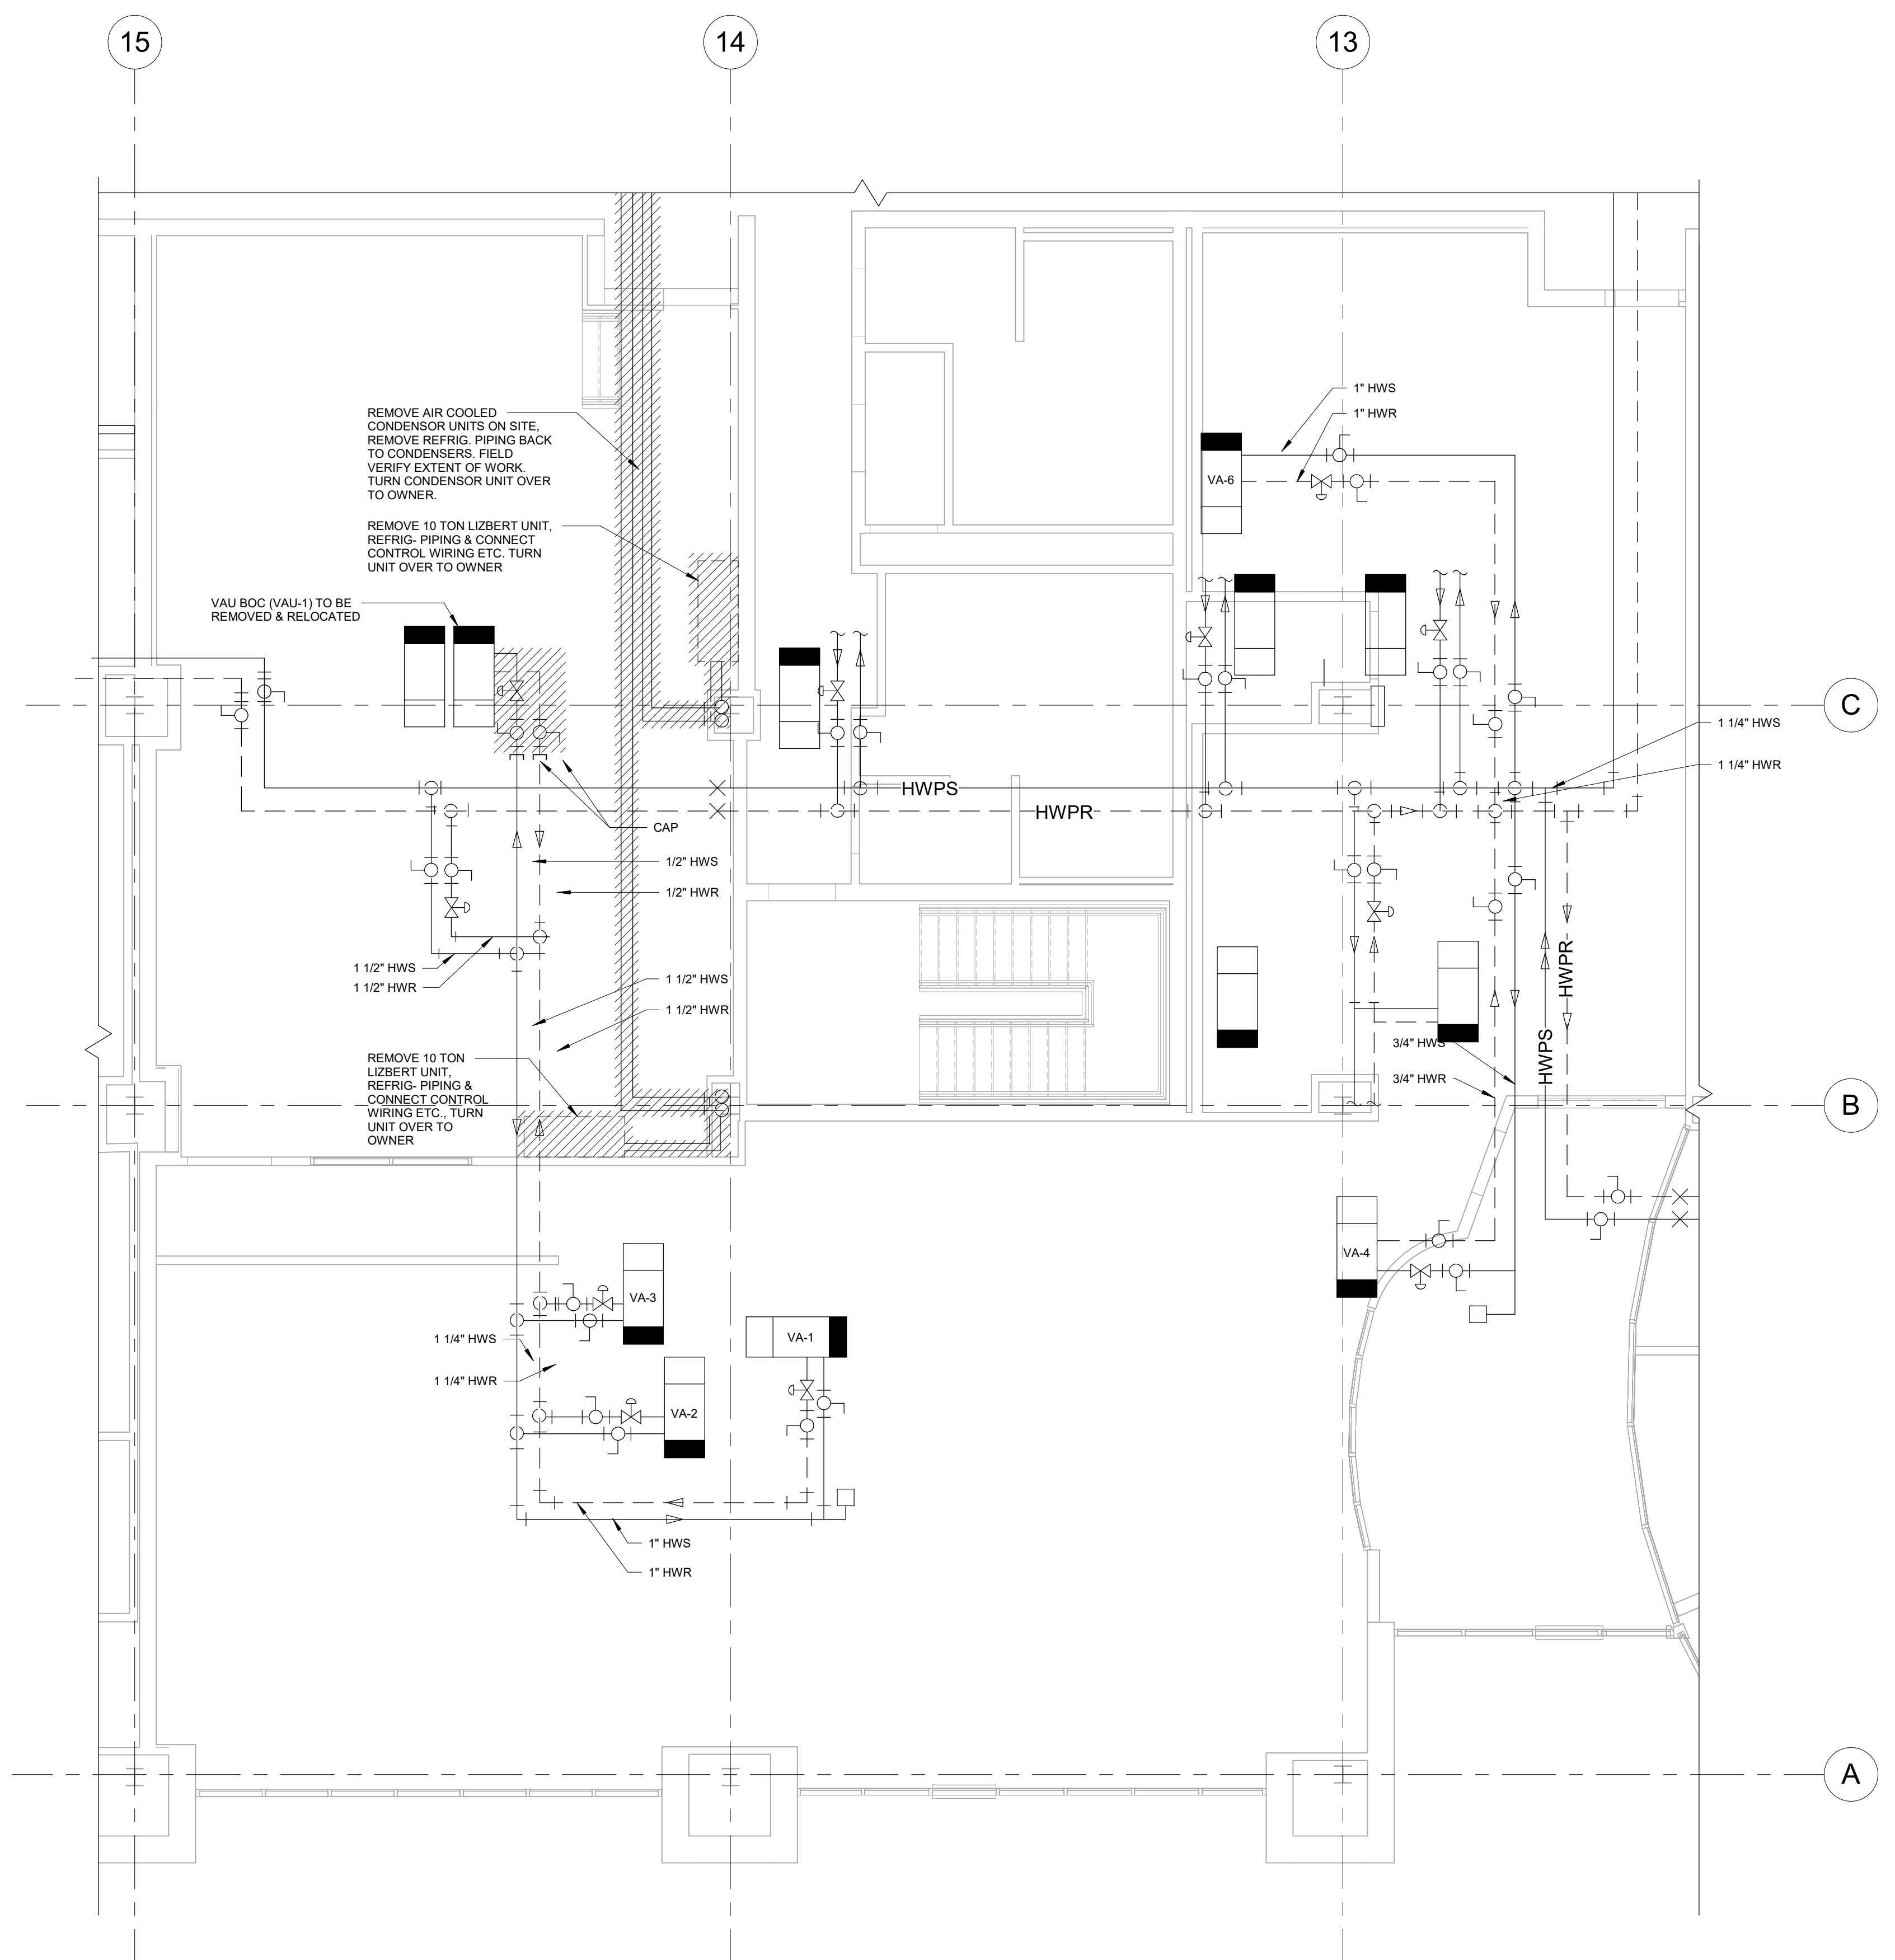 15
14
13
1" HWS
1" HWR
REMOVE AIR COOLED
CONDENSOR UNITS ON SITE,
REMOVE REFRIG. PIPING BACK
TO CONDENSERS. FIELD
VERIFY EXTENT OF WORK.
TURN CONDENSOR UNIT OVER
TO OWNER.
VA-6
REMOVE 10 TON LIZBERT UNIT,
REFRIG- PIPING & CONNECT
CONTROL WIRING ETC. TURN
UNIT OVER TO OWNER
VAU BOC (VAU-1) TO BE
REMOVED & RELOCATED
C
1 1/4" HWS
1 1/4" HWR
HWPS
HWPR
CAP
1/2" HWS
1/2" HWR
1 1/2" HWS
1 1/2" HWR
1 1/2" HWS
1 1/2" HWR
HWPR
HWPS
3/4" HWS
3/4" HWR
REMOVE 10 TON
LIZBERT UNIT,
REFRIG- PIPING &
CONNECT CONTROL
WIRING ETC., TURN
UNIT OVER TO
OWNER
B
VA-4
VA-3
VA-1
1 1/4" HWS
1 1/4" HWR
VA-2
1" HWS
1" HWR
A